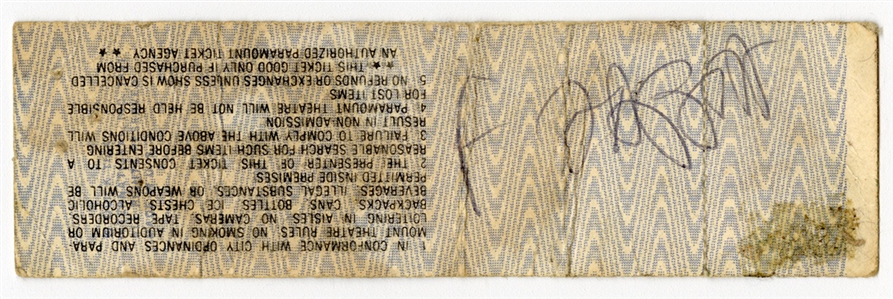 1. IN CONFORMANCE WITH CITY ORDINANCES AND PARA-
MOUNT THEATRE RULES, NO SMOKING IN AUDITORIUM OR
LOITERING IN AISLES. NO CAMERAS, TAPE RECORDERS,
BACKPACKS, CANS, BOTTLES, ICE CHESTS, ALCOHOLIC
BEVERAGES, ILLEGAL SUBSTANCES, OR WEAPONS WILL BE
PERMITTED INSIDE PREMISES.
2. THE PRESENTER OF THIS TICKET CONSENTS TO A
REASONABLE SEARCH FOR SUCH ITEMS BEFORE ENTERING
3. FAILURE TO COMPLY WITH THE ABOVE CONDITIONS WILL
RESULT IN NON-ADMISSION
4. PARAMOUNT THEATRE WILL NOT BE HELD RESPONSIBLE
FOR LOST ITEMS
5. NO REFUNDS OR EXCHANGES UNLESS SHOW IS CANCELLED
★ ★ THIS TICKET GOOD ONLY IF PURCHASED FROM
AN AUTHORIZED PARAMOUNT TICKET AGENCY ★ ★